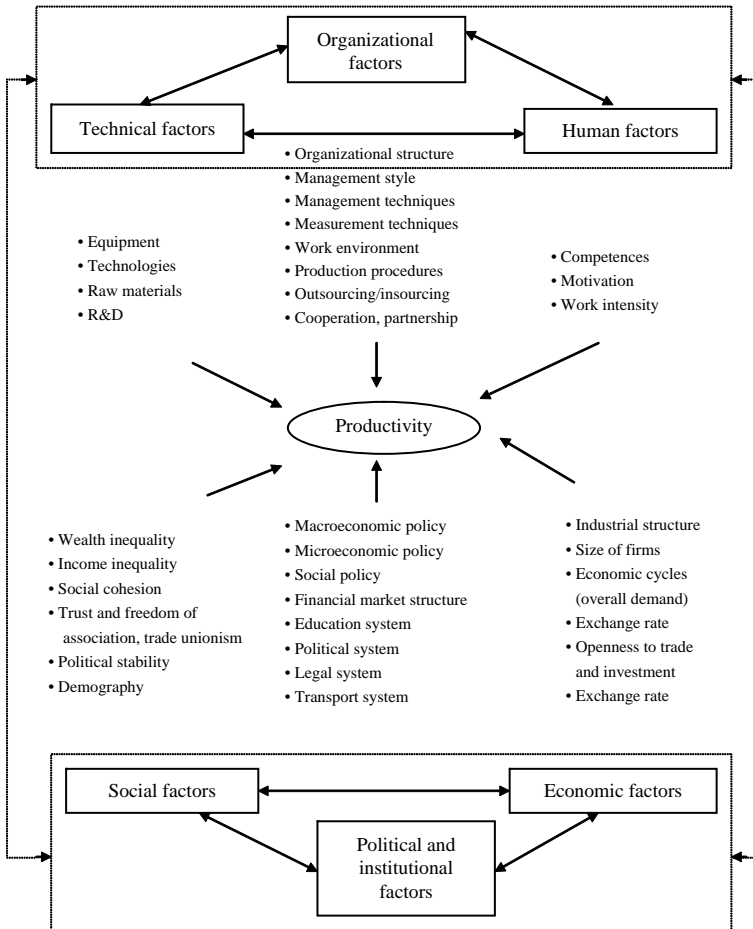 Organizational
factors
Technical factors
Human factors
• Equipment
• Technologies
• Raw materials
• R&D
• Organizational structure
• Management style
• Management techniques
• Measurement techniques
• Work environment
• Production procedures
• Outsourcing/insourcing
• Cooperation, partnership
• Competences
• Motivation
• Work intensity
Productivity
• Wealth inequality
• Income inequality
• Social cohesion
• Trust and freedom of
association, trade unionism
• Political stability
• Demography
• Macroeconomic policy
• Microeconomic policy
• Social policy
• Financial market structure
• Education system
• Political system
• Legal system
• Transport system
• Industrial structure
• Size of firms
• Economic cycles
(overall demand)
• Exchange rate
• Openness to trade
and investment
• Exchange rate
Social factors
Economic factors
Political and
institutional
factors